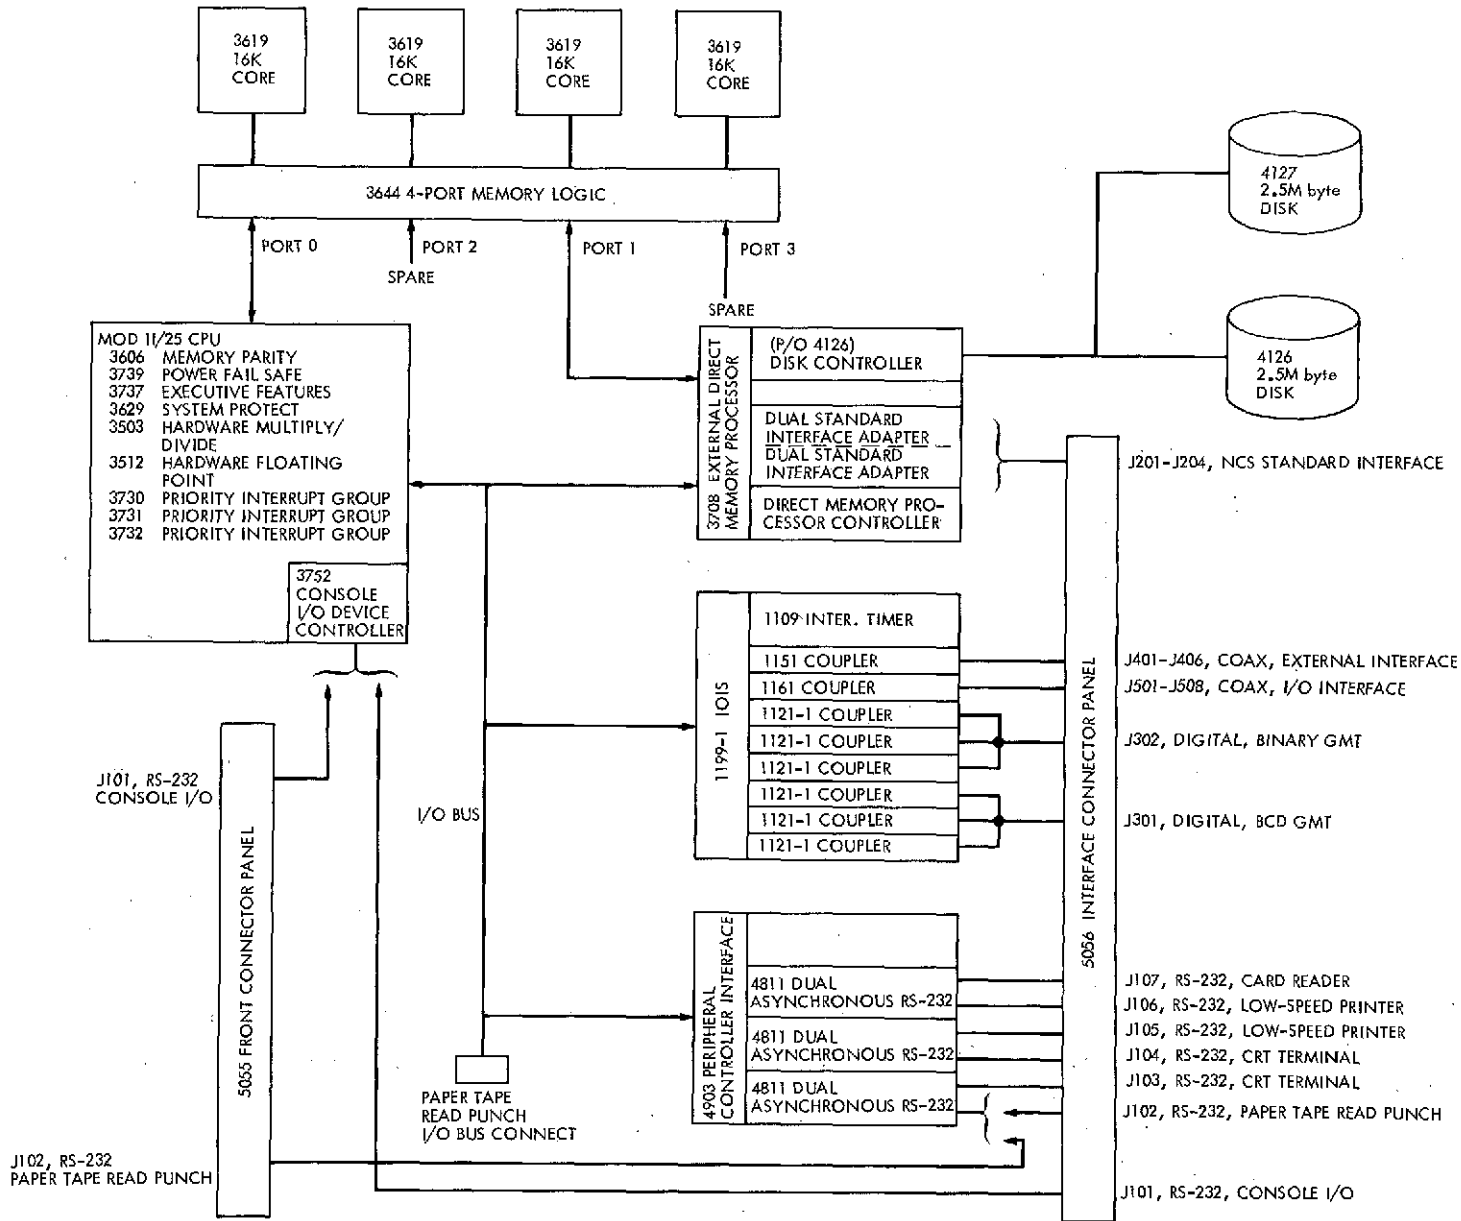 3619
16K
CORE
3619
16K
CORE
3619
16K
CORE
3619
16K
CORE
3644 4-PORT MEMORY LOGIC
PORT 0
PORT 2
PORT 1
PORT 3
SPARE
SPARE
4127
2.5M byte
DISK
4126
2.5M byte
DISK
MOD II/25 CPU
3606 MEMORY PARITY
3739 POWER FAIL SAFE
3737 EXECUTIVE FEATURES
3629 SYSTEM PROTECT
3503 HARDWARE MULTIPLY/
DIVIDE
3512 HARDWARE FLOATING
POINT
3730 PRIORITY INTERRUPT GROUP
3731 PRIORITY INTERRUPT GROUP
3732 PRIORITY INTERRUPT GROUP
3752
CONSOLE
I/O DEVICE
CONTROLLER
3708 EXTERNAL DIRECT
MEMORY PROCESSOR
(P/O 4126)
DISK CONTROLLER
DUAL STANDARD
INTERFACE ADAPTER
DUAL STANDARD
INTERFACE ADAPTER
DIRECT MEMORY PRO-
CESSOR CONTROLLER
1199-1 IOIS
1109 INTER. TIMER
1151 COUPLER
1161 COUPLER
1121-1 COUPLER
1121-1 COUPLER
1121-1 COUPLER
1121-1 COUPLER
1121-1 COUPLER
1121-1 COUPLER
4903 PERIPHERAL
CONTROLLER INTERFACE
4811 DUAL
ASYNCHRONOUS RS-232
4811 DUAL
ASYNCHRONOUS RS-232
4811 DUAL
ASYNCHRONOUS RS-232
I/O BUS
PAPER TAPE
READ PUNCH
I/O BUS CONNECT
5055 FRONT CONNECTOR PANEL
J101, RS-232
CONSOLE I/O
J102, RS-232
PAPER TAPE READ PUNCH
5056 INTERFACE CONNECTOR PANEL
J201-J204, NCS STANDARD INTERFACE
J401-J406, COAX, EXTERNAL INTERFACE
J501-J508, COAX, I/O INTERFACE
J302, DIGITAL, BINARY GMT
J301, DIGITAL, BCD GMT
J107, RS-232, CARD READER
J106, RS-232, LOW-SPEED PRINTER
J105, RS-232, LOW-SPEED PRINTER
J104, RS-232, CRT TERMINAL
J103, RS-232, CRT TERMINAL
J102, RS-232, PAPER TAPE READ PUNCH
J101, RS-232, CONSOLE I/O